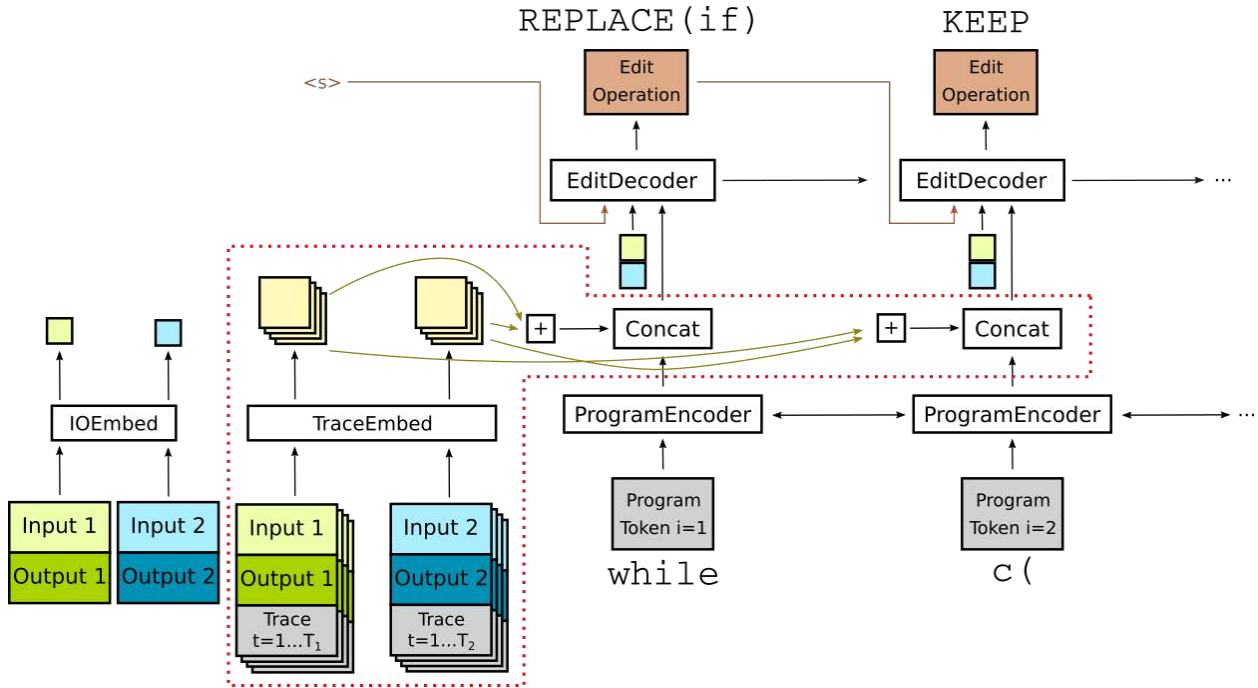 REPLACE(if)
KEEP
<s>
Edit
Operation
Edit
Operation
EditDecoder
EditDecoder
...
+
Concat
+
Concat
IOEmbed
TraceEmbed
ProgramEncoder
ProgramEncoder
...
Input 1
Output 1
Input 2
Output 2
Input 1
Output 1
Trace
t=1...T₁
Input 2
Output 2
Trace
t=1...T₂
Program
Token i=1
Program
Token i=2
while
c(